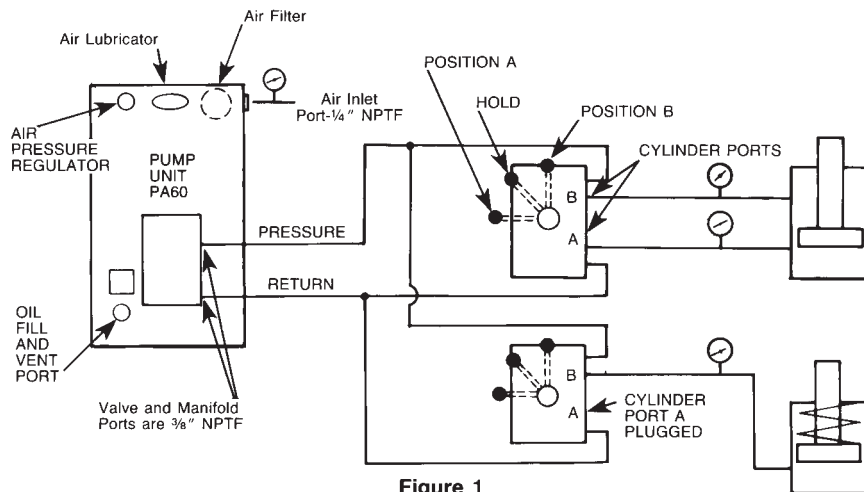 Air Lubricator
Air Filter
Air Inlet
Port-¼" NPTF
AIR
PRESSURE
REGULATOR
PUMP
UNIT
PA60
PRESSURE
RETURN
OIL
FILL
AND
VENT
PORT
Valve and Manifold
Ports are ⅜" NPTF
POSITION A
HOLD
POSITION B
CYLINDER PORTS
B
A
B
A
CYLINDER
PORT A
PLUGGED
Figure 1